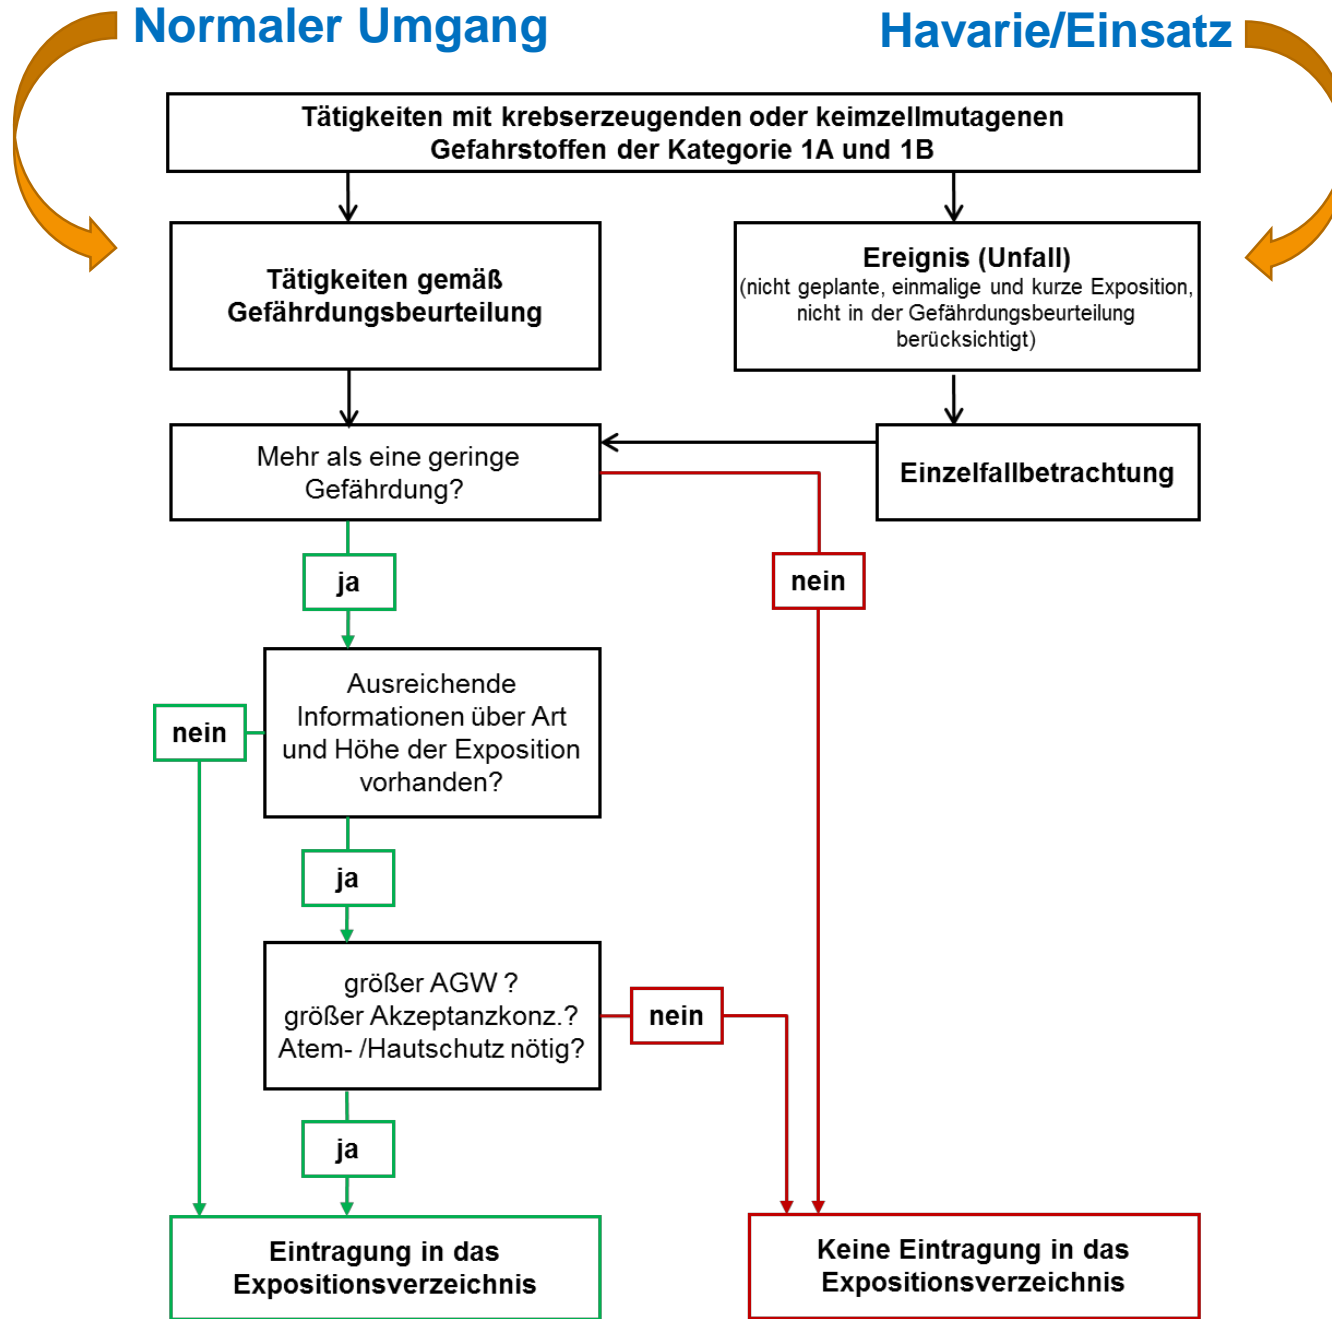 Normaler Umgang
Havarie/Einsatz
Tätigkeiten mit krebserzeugenden oder keimzellmutagenen
Gefahrstoffen der Kategorie 1A und 1B
Tätigkeiten gemäß
Gefährdungsbeurteilung
Ereignis (Unfall)
(nicht geplante, einmalige und kurze Exposition,
nicht in der Gefährdungsbeurteilung
berücksichtigt)
Mehr als eine geringe
Gefährdung?
Einzelfallbetrachtung
ja
nein
Ausreichende
Informationen über Art
und Höhe der Exposition
vorhanden?
nein
ja
größer AGW ?
größer Akzeptanzkonz.?
Atem- /Hautschutz nötig?
nein
ja
Eintragung in das
Expositionsverzeichnis
Keine Eintragung in das
Expositionsverzeichnis